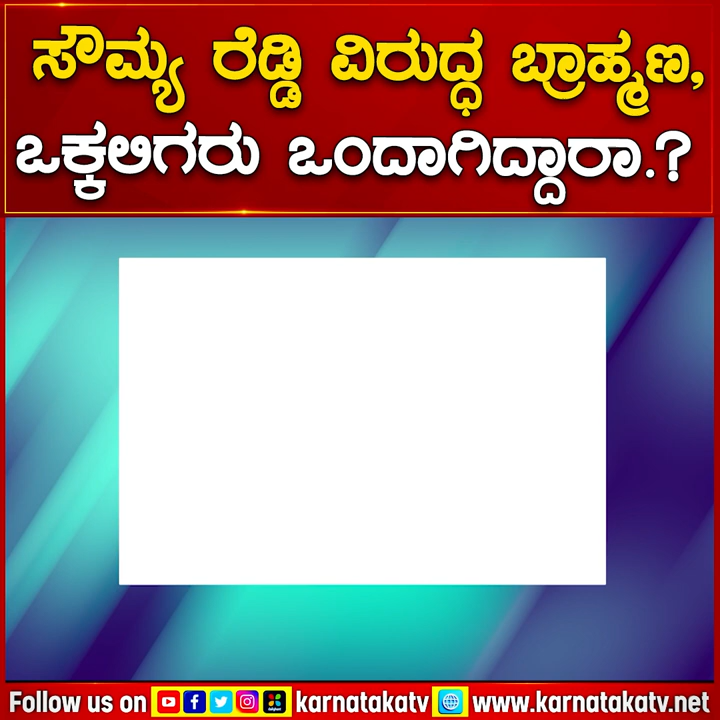 ಸೌಮ್ಯ ರೆಡ್ಡಿ ವಿರುದ್ಧ ಬ್ರಾಹ್ಮಣ,
ಒಕ್ಕಲಿಗರು ಒಂದಾಗಿದ್ದಾರಾ.?
Follow us on karnatakatv www.karnatakatv.net